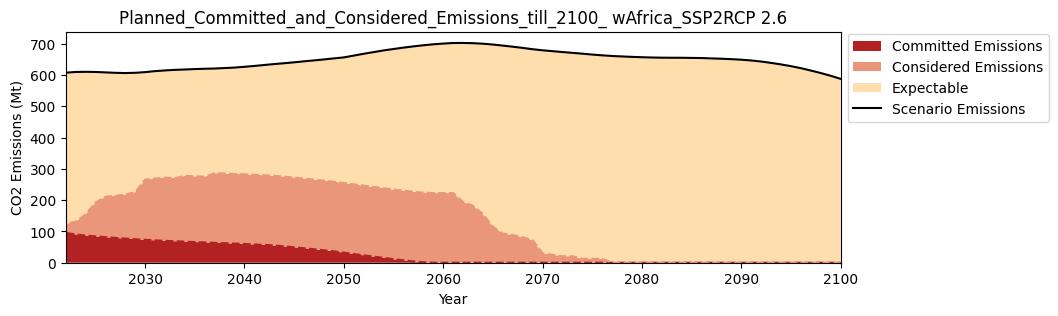 Planned_Committed_and_Considered_Emissions_till_2100_ wAfrica_SSP2RCP 2.6
700
600
500
400
300
200
100
0
CO2 Emissions (Mt)
2030 2040 2050 2060 2070 2080 2090 2100
Year
Committed Emissions
Considered Emissions
Expectable
Scenario Emissions